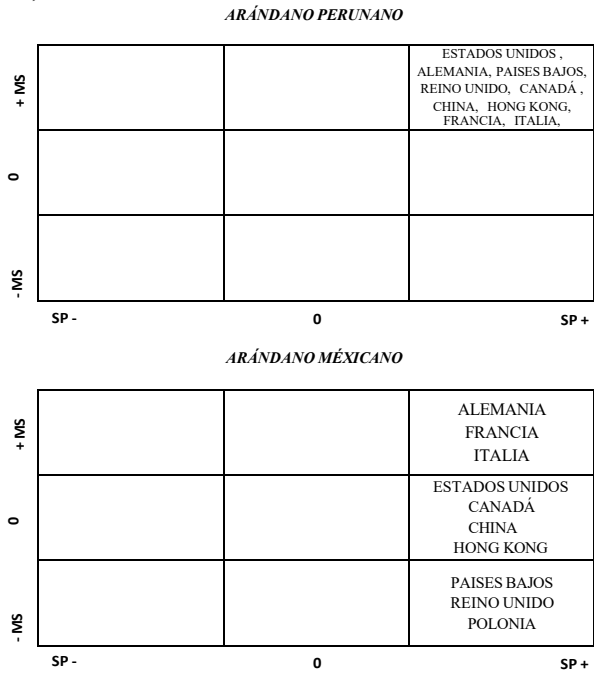 ARÁNDANO PERUNANO
+ MS
ESTADOS UNIDOS ,
ALEMANIA, PAISES BAJOS,
REINO UNIDO, CANADÁ ,
CHINA, HONG KONG,
FRANCIA, ITALIA,
0
- MS
SP - 0 SP +
ARÁNDANO MÉXICANO
+ MS
ALEMANIA
FRANCIA
ITALIA
0
ESTADOS UNIDOS
CANADÁ
CHINA
HONG KONG
- MS
PAISES BAJOS
REINO UNIDO
POLONIA
SP - 0 SP +